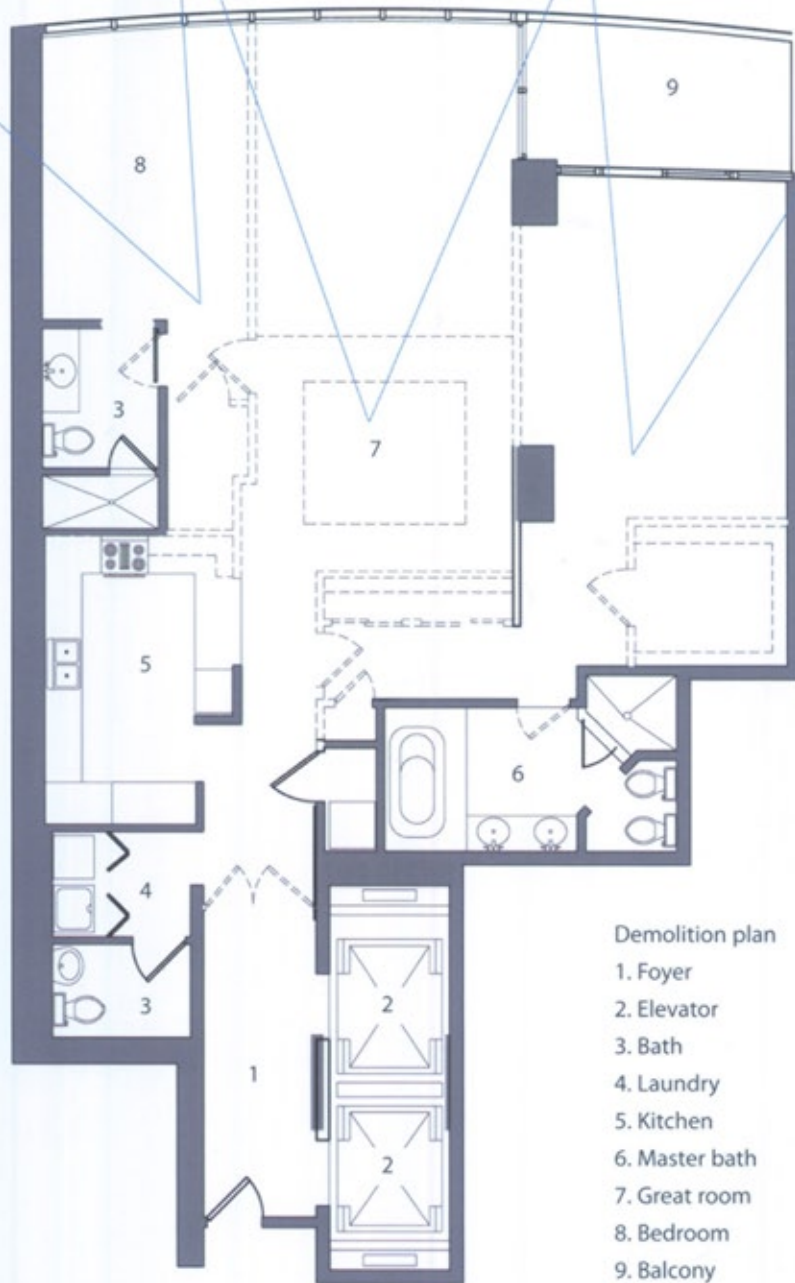 9
8
3
7
5
6
4
3
2
1
2
Demolition plan
1. Foyer
2. Elevator
3. Bath
4. Laundry
5. Kitchen
6. Master bath
7. Great room
8. Bedroom
9. Balcony